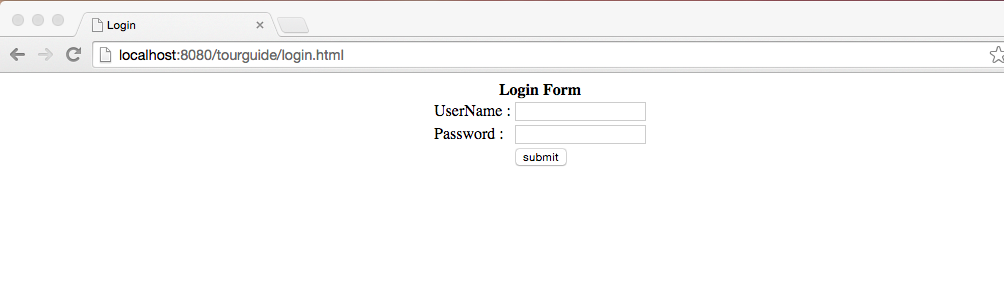 Login
localhost:8080/tourguide/login.html
Login Form
UserName :
Password :
submit